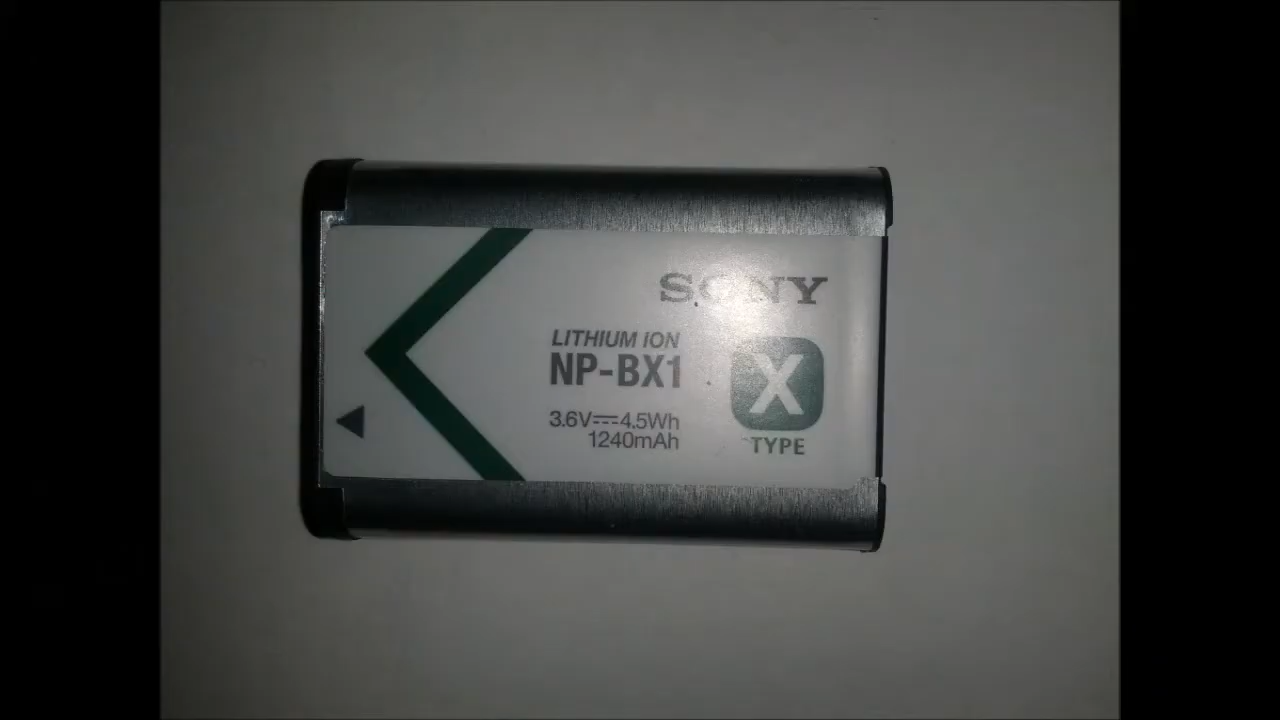 SONY
LITHIUM iON
NP-BX1
X
3.6V⎓4.5Wh
1240mAh
TYPE